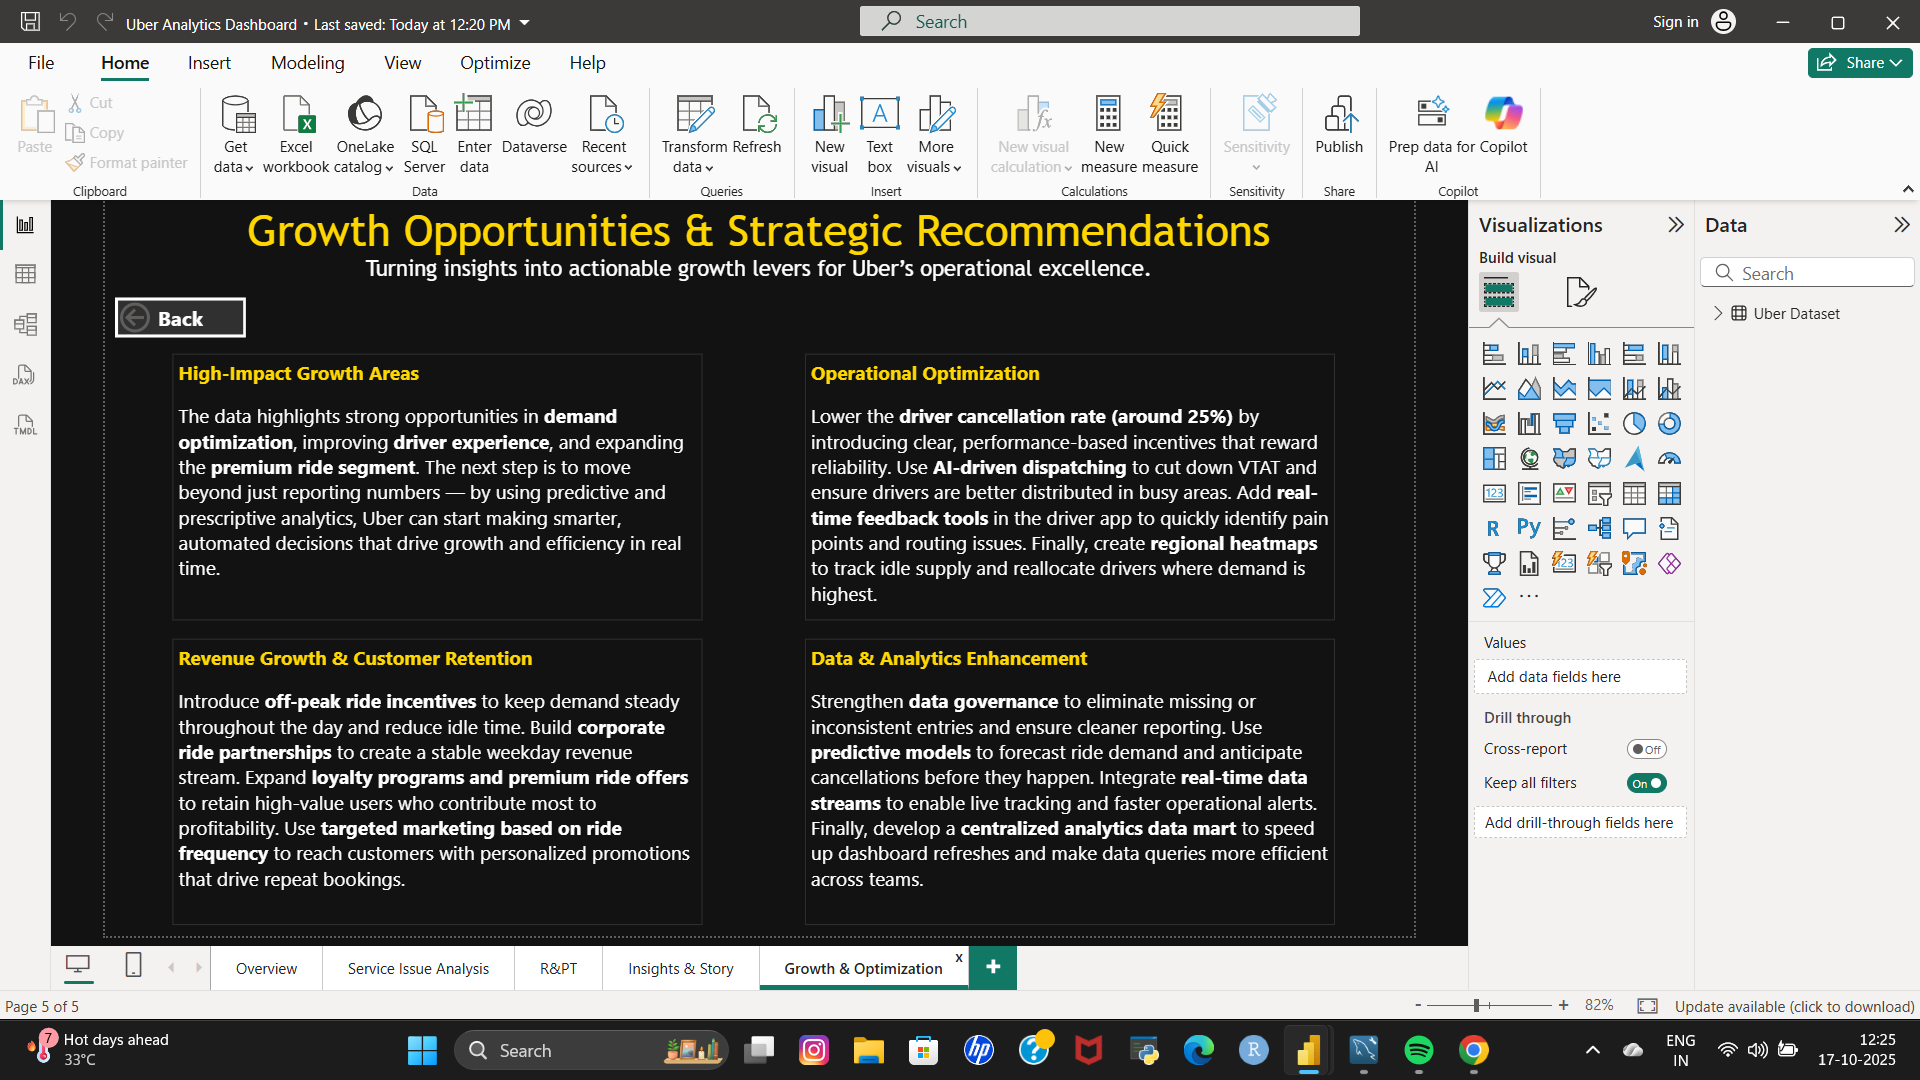 Uber Analytics Dashboard • Last saved: Today at 12:20 PM
Search
Sign in
File
Home
Insert
Modeling
View
Optimize
Help
Share
Paste
Cut
Copy
Format painter
Clipboard
Get
data
Excel
workbook
OneLake
catalog
SQL
Server
Enter
data
Dataverse
Recent
sources
Data
Transform
data
Refresh
Queries
New
visual
Text
box
More
visuals
Insert
New visual
calculation
New
measure
Quick
measure
Calculations
Sensitivity
Sensitivity
Publish
Share
Prep data for
AI
Copilot
Copilot
DAX
TMDL
Growth Opportunities & Strategic Recommendations
Turning insights into actionable growth levers for Uber’s operational excellence.
Back
High-Impact Growth Areas
The data highlights strong opportunities in demand
optimization, improving driver experience, and expanding
the premium ride segment. The next step is to move
beyond just reporting numbers — by using predictive and
prescriptive analytics, Uber can start making smarter,
automated decisions that drive growth and efficiency in real
time.
Operational Optimization
Lower the driver cancellation rate (around 25%) by
introducing clear, performance-based incentives that reward
reliability. Use AI-driven dispatching to cut down VTAT and
ensure drivers are better distributed in busy areas. Add real-
time feedback tools in the driver app to quickly identify pain
points and routing issues. Finally, create regional heatmaps
to track idle supply and reallocate drivers where demand is
highest.
Revenue Growth & Customer Retention
Introduce off-peak ride incentives to keep demand steady
throughout the day and reduce idle time. Build corporate
ride partnerships to create a stable weekday revenue
stream. Expand loyalty programs and premium ride offers
to retain high-value users who contribute most to
profitability. Use targeted marketing based on ride
frequency to reach customers with personalized promotions
that drive repeat bookings.
Data & Analytics Enhancement
Strengthen data governance to eliminate missing or
inconsistent entries and ensure cleaner reporting. Use
predictive models to forecast ride demand and anticipate
cancellations before they happen. Integrate real-time data
streams to enable live tracking and faster operational alerts.
Finally, develop a centralized analytics data mart to speed
up dashboard refreshes and make data queries more efficient
across teams.
Visualizations
Build visual
123
R
Py
123
...
Values
Add data fields here
Drill through
Cross-report
Off
Keep all filters
On
Add drill-through fields here
Data
Search
Uber Dataset
Overview
Service Issue Analysis
R&PT
Insights & Story
Growth & Optimization
x
+
Page 5 of 5
-
+
82%
Update available (click to download)
7
Hot days ahead
33°C
Search
hp
?
R
ENG
IN
12:25
17-10-2025